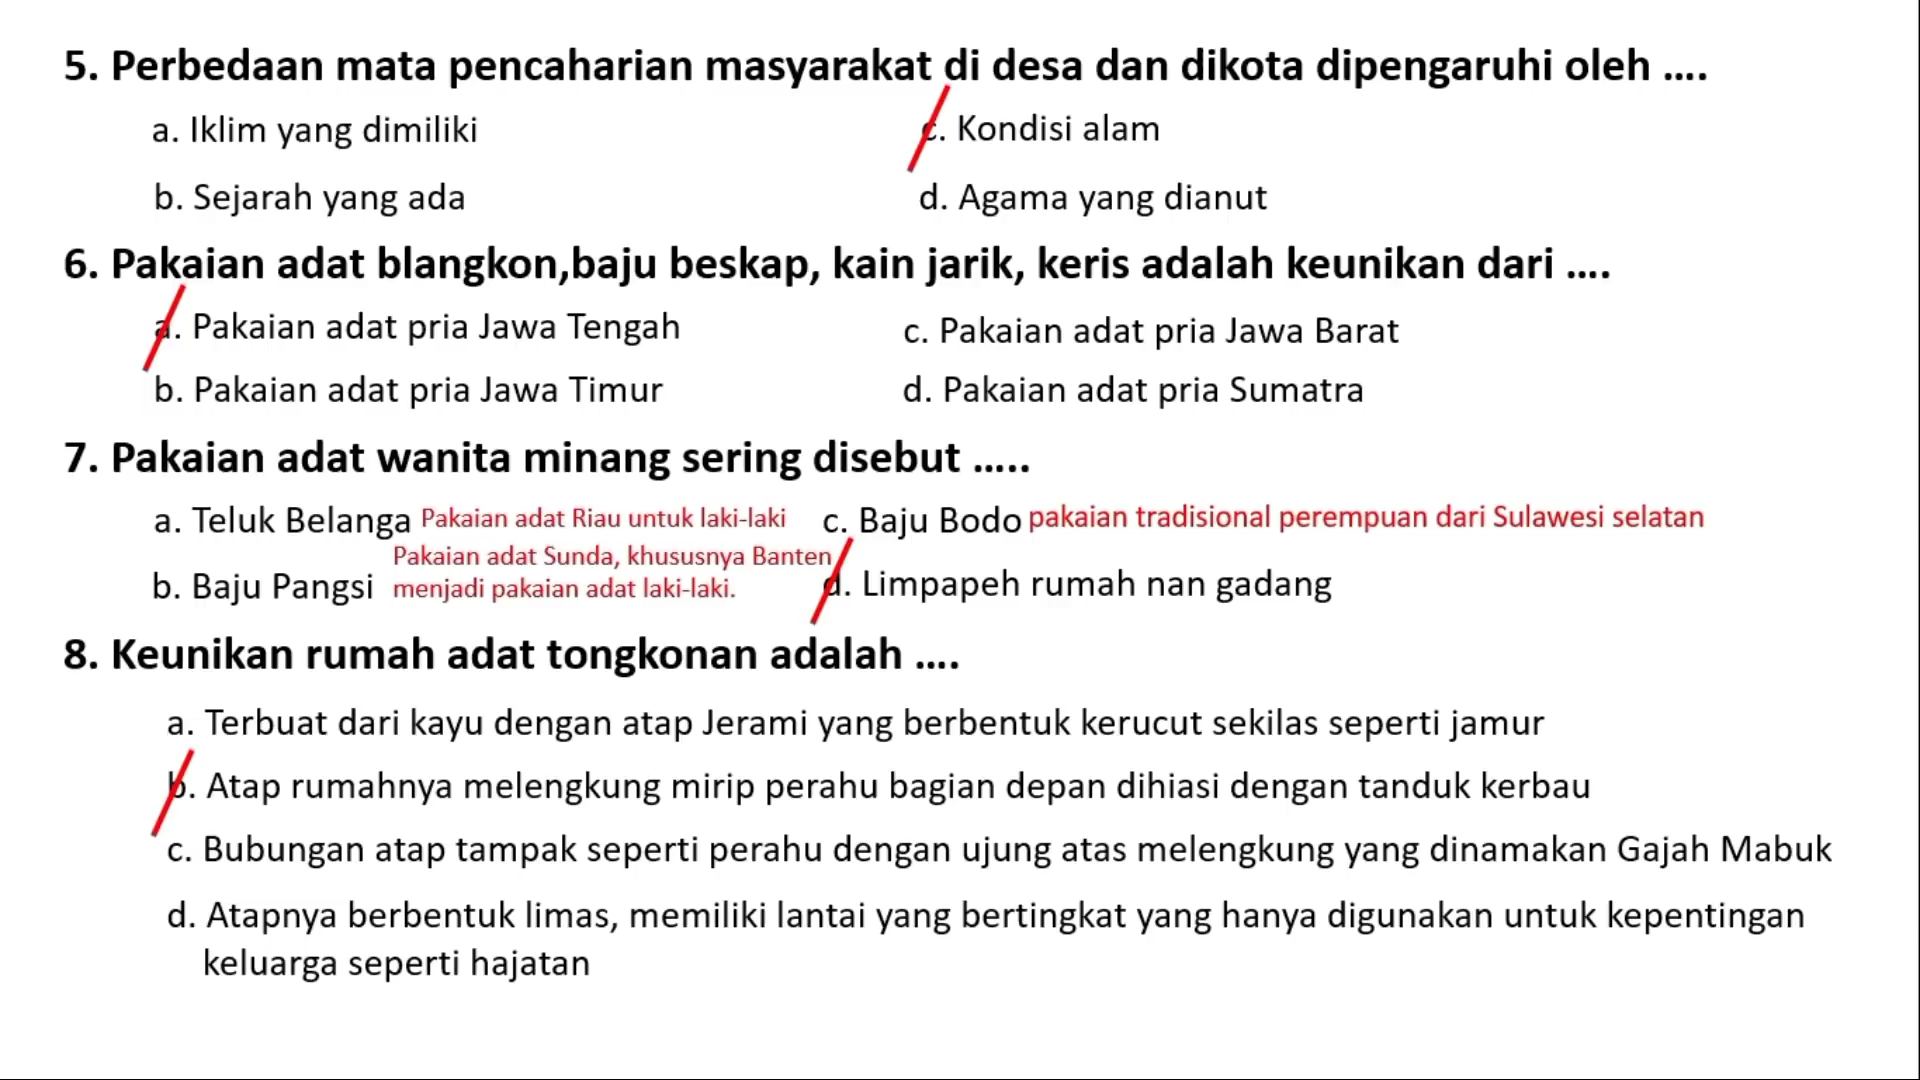 5. Perbedaan mata pencaharian masyarakat di desa dan dikota dipengaruhi oleh ....
a. Iklim yang dimiliki
c. Kondisi alam
b. Sejarah yang ada
d. Agama yang dianut
6. Pakaian adat blangkon,baju beskap, kain jarik, keris adalah keunikan dari ....
a. Pakaian adat pria Jawa Tengah
c. Pakaian adat pria Jawa Barat
b. Pakaian adat pria Jawa Timur
d. Pakaian adat pria Sumatra
7. Pakaian adat wanita minang sering disebut .....
a. Teluk Belanga Pakaian adat Riau untuk laki-laki
c. Baju Bodo pakaian tradisional perempuan dari Sulawesi selatan
b. Baju Pangsi
Pakaian adat Sunda, khususnya Banten
menjadi pakaian adat laki-laki.
d. Limpapeh rumah nan gadang
8. Keunikan rumah adat tongkonan adalah ....
a. Terbuat dari kayu dengan atap Jerami yang berbentuk kerucut sekilas seperti jamur
b. Atap rumahnya melengkung mirip perahu bagian depan dihiasi dengan tanduk kerbau
c. Bubungan atap tampak seperti perahu dengan ujung atas melengkung yang dinamakan Gajah Mabuk
d. Atapnya berbentuk limas, memiliki lantai yang bertingkat yang hanya digunakan untuk kepentingan
keluarga seperti hajatan